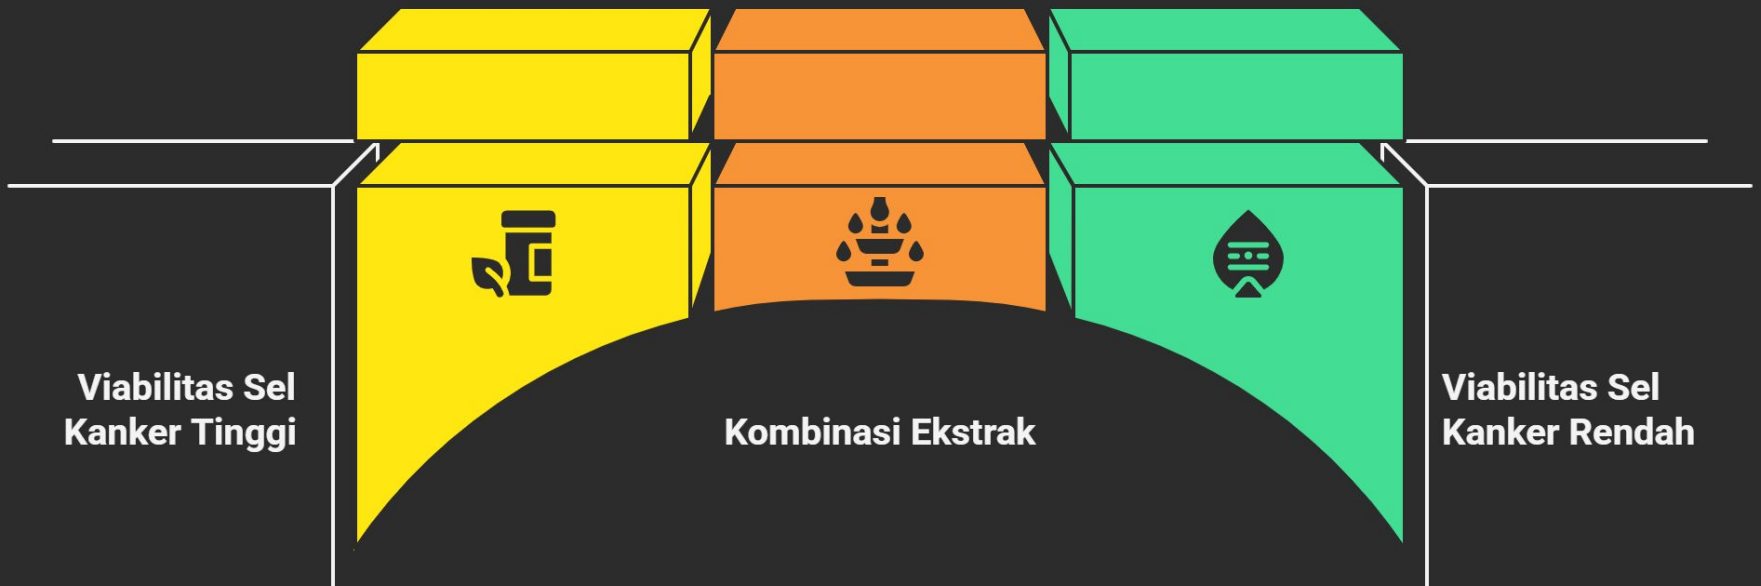 Viabilitas Sel
Kanker Tinggi
Kombinasi Ekstrak
Viabilitas Sel
Kanker Rendah